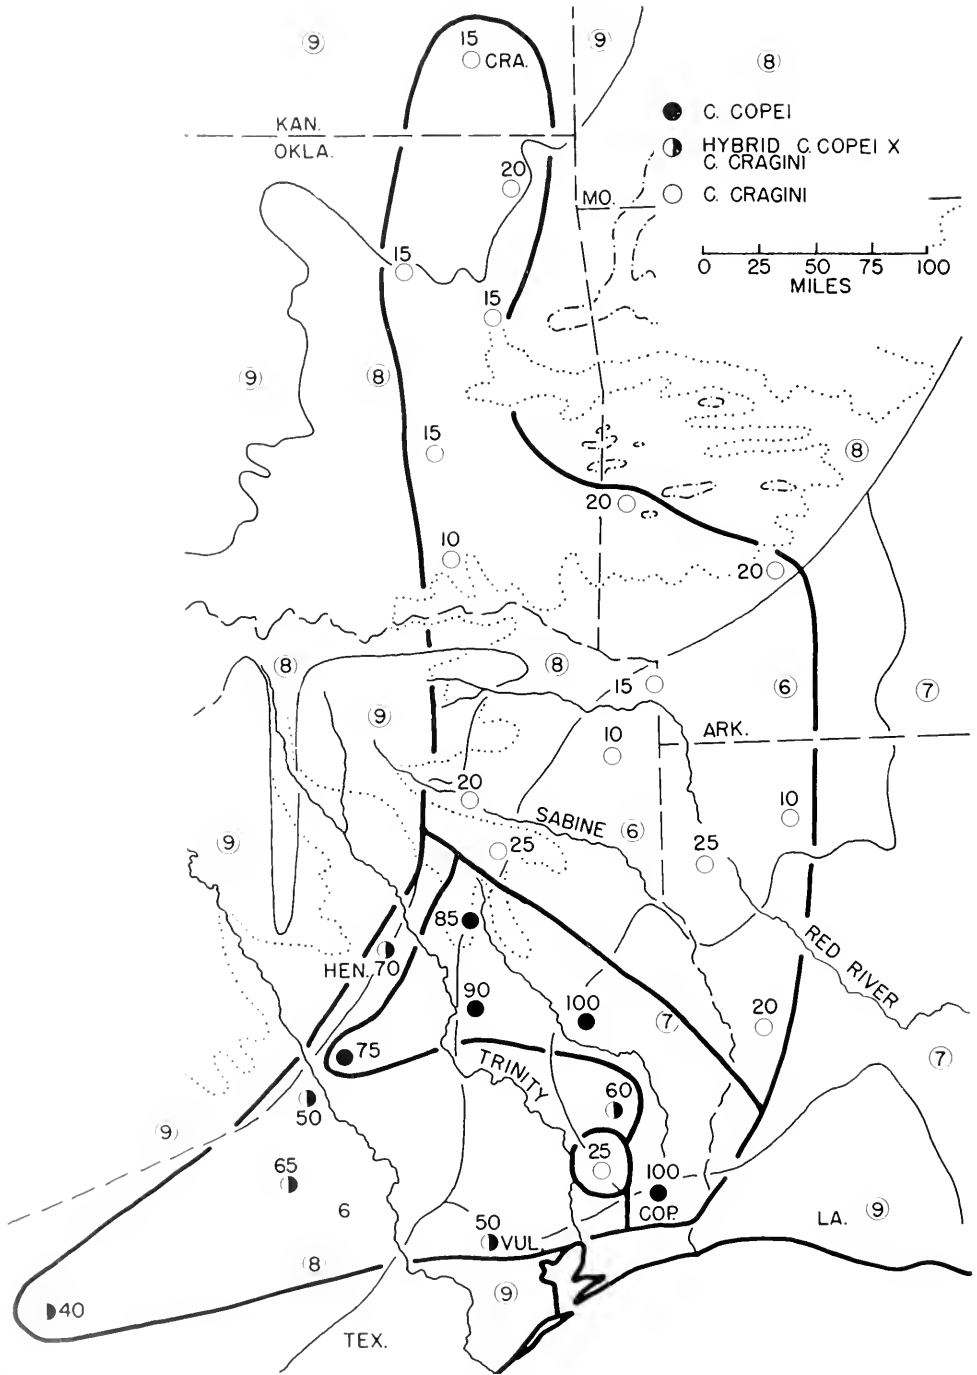 15
9
9
CRA.
8
C. COPEI
KAN.
OKLA.
HYBRID C. COPEI X
C. CRAGINI
20
MO.
C. CRAGINI
15
0 25 50 75 100
MILES
15
9
8
15
8
20
10
20
8
8
15
6
7
9
ARK.
10
20
10
SABINE
6
9
25
25
85
RED RIVER
HEN. 70
90
100
20
7
75
7
TRINITY
60
50
9
25
100
65
COP.
6
LA.
9
50
VUL.
8
9
40
TEX.